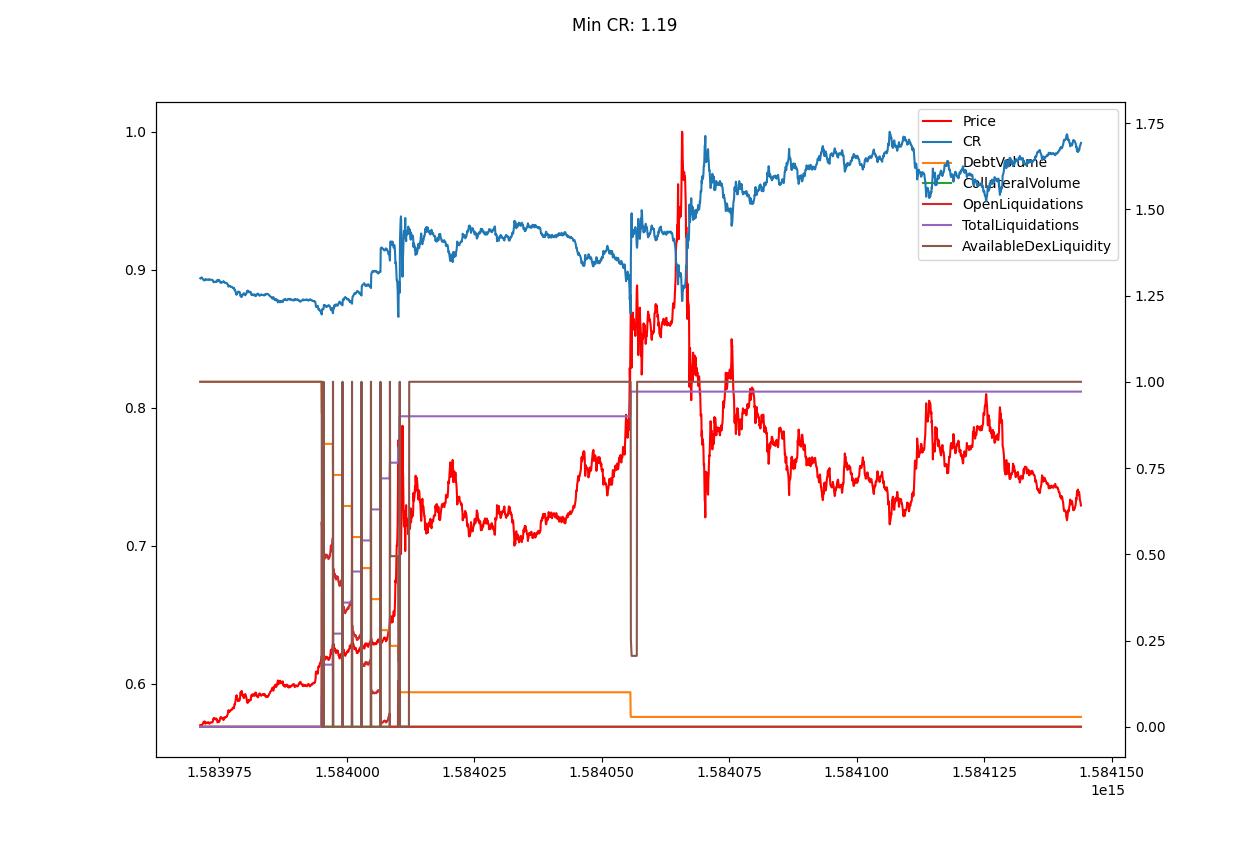 Min CR: 1.19
1.0
0.9
0.8
0.7
0.6
1.75
1.50
1.25
1.00
0.75
0.50
0.25
0.00
Price
CR
DebtVolume
CollateralVolume
OpenLiquidations
TotalLiquidations
AvailableDexLiquidity
1.583975 1.584000 1.584025 1.584050 1.584075 1.584100 1.584125 1.584150
1e15